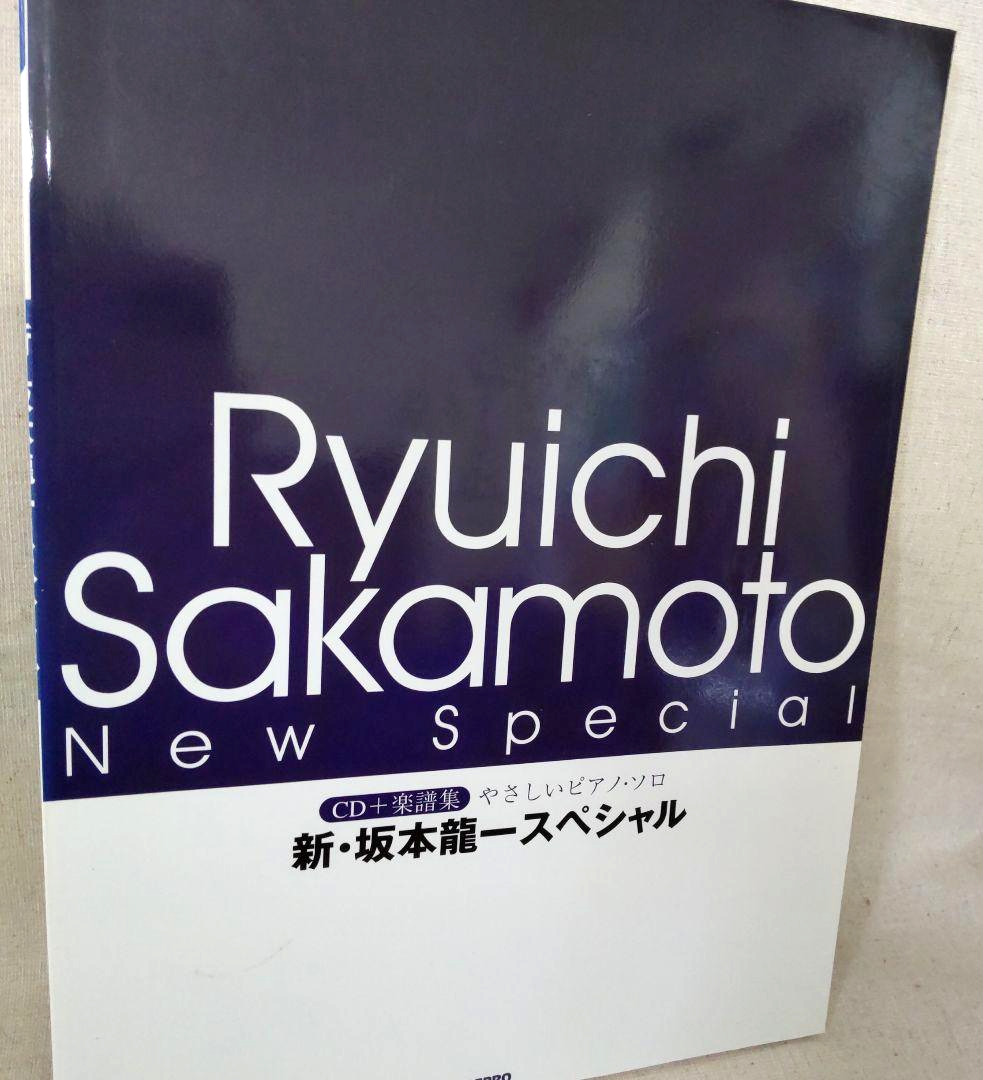 Ryuichi
Sakamoto
New Special
CD＋楽譜集 やさしいピアノ・ソロ
新・坂本龍一スペシャル